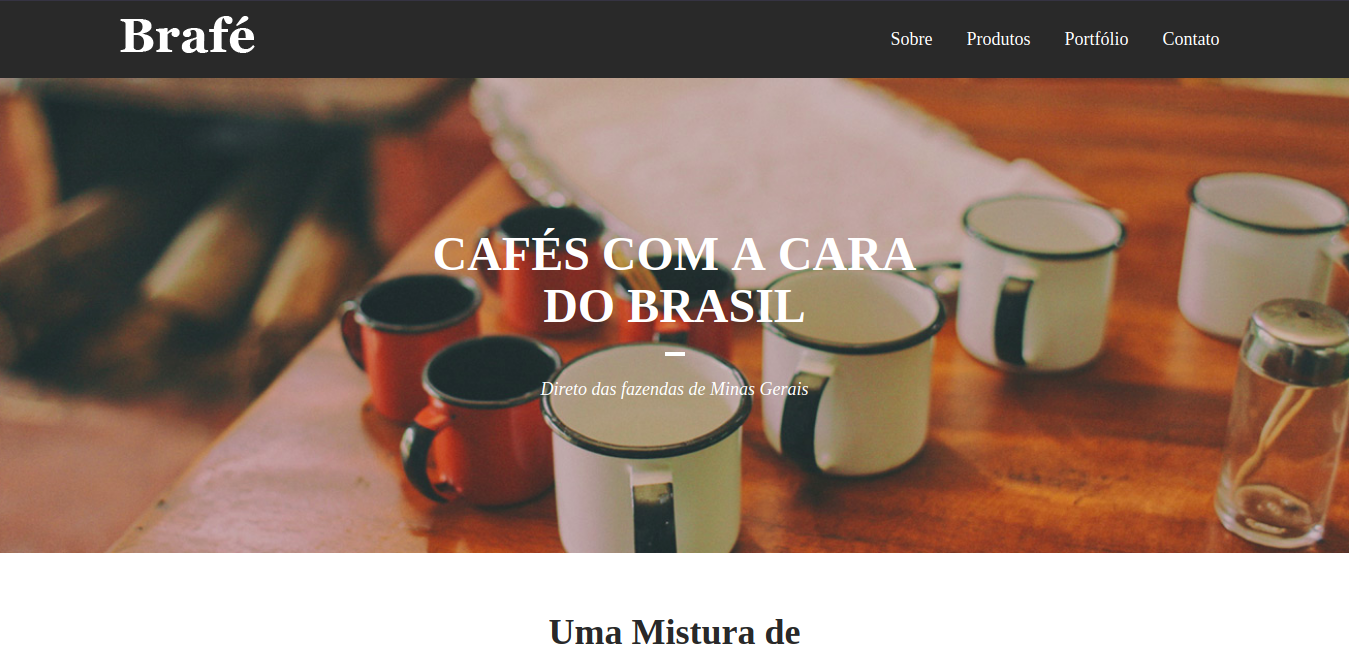 Brafé
Sobre Produtos Portfólio Contato
CAFÉS COM A CARA
DO BRASIL
Direto das fazendas de Minas Gerais
Uma Mistura de